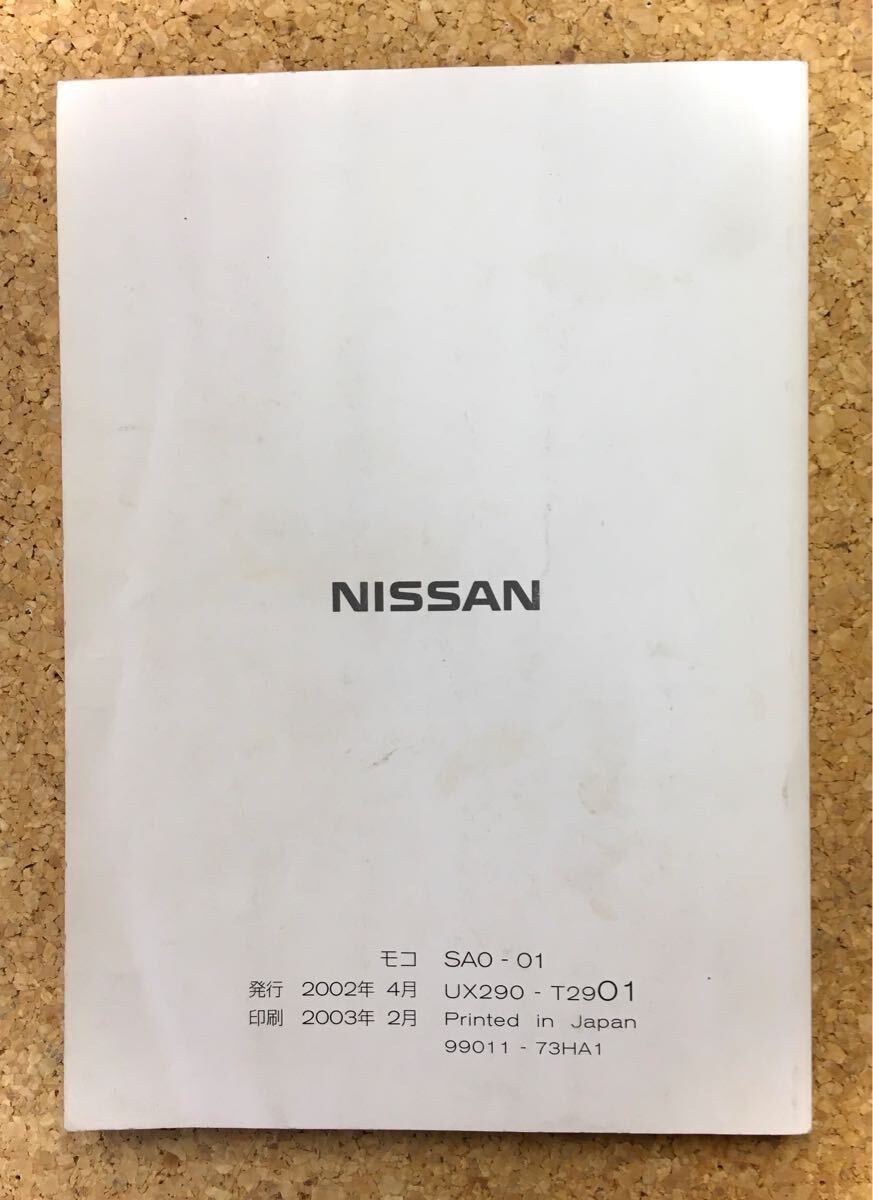 NISSAN
モコ SA0 - 01
発行 2002年 4月 UX290 - T2901
印刷 2003年 2月 Printed in Japan
99011 - 73HA1